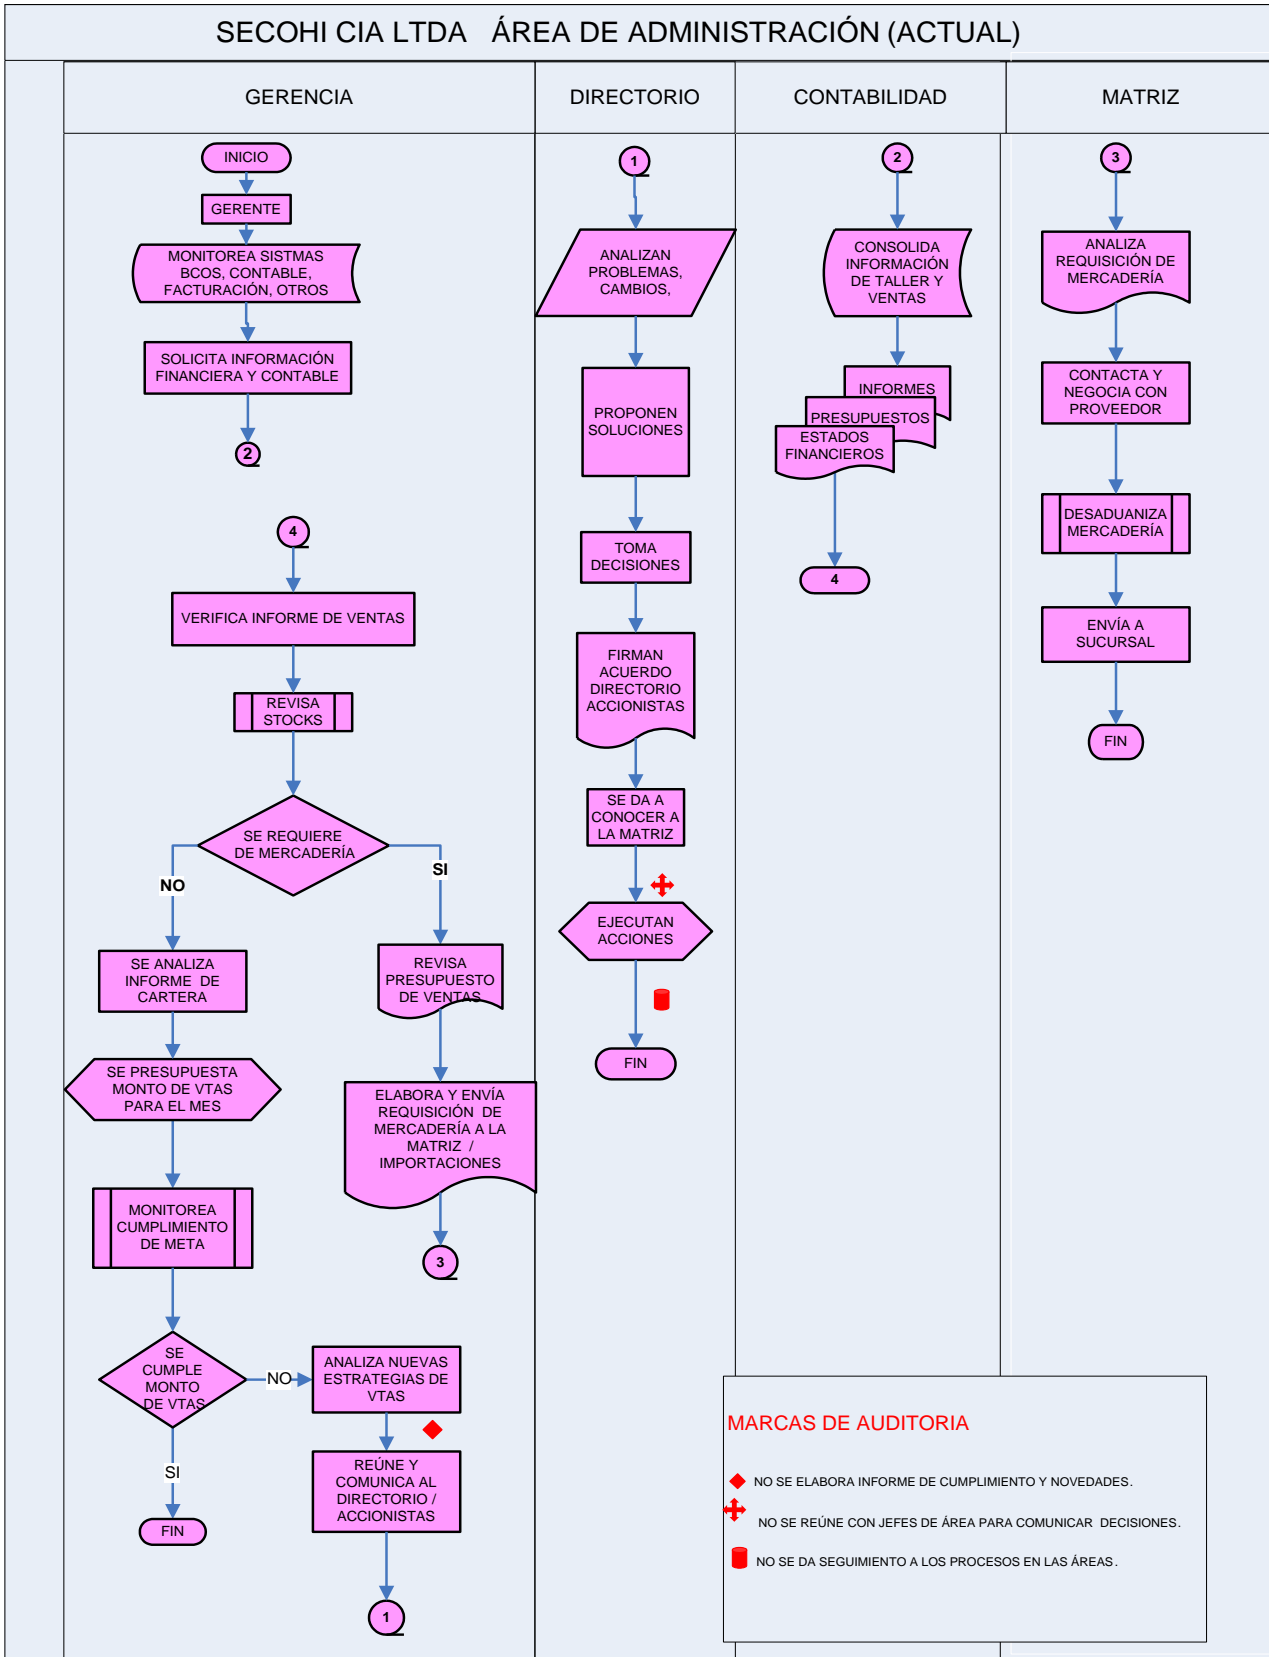 SECOHI CIA LTDA   ÁREA DE ADMINISTRACIÓN (ACTUAL)
GERENCIA
DIRECTORIO
CONTABILIDAD
MATRIZ
INICIO
GERENTE
MONITOREA SISTMAS
BCOS, CONTABLE,
FACTURACIÓN, OTROS
SOLICITA INFORMACIÓN
FINANCIERA Y CONTABLE
2
4
VERIFICA INFORME DE VENTAS
REVISA
STOCKS
SE REQUIERE
DE MERCADERÍA
NO
SI
SE ANALIZA
INFORME DE
CARTERA
SE PRESUPUESTA
MONTO DE VTAS
PARA EL MES
MONITOREA
CUMPLIMIENTO
DE META
SE
CUMPLE
MONTO
DE VTAS
NO
SI
FIN
REVISA
PRESUPUESTO
DE VENTAS
ELABORA Y ENVÍA
REQUISICIÓN DE
MERCADERÍA A LA
MATRIZ /
IMPORTACIONES
3
ANALIZA NUEVAS
ESTRATEGIAS DE
VTAS
REÚNE Y
COMUNICA AL
DIRECTORIO /
ACCIONISTAS
1
1
ANALIZAN
PROBLEMAS,
CAMBIOS,
PROPONEN
SOLUCIONES
TOMA
DECISIONES
FIRMAN
ACUERDO
DIRECTORIO
ACCIONISTAS
SE DA A
CONOCER A
LA MATRIZ
EJECUTAN
ACCIONES
FIN
2
CONSOLIDA
INFORMACIÓN
DE TALLER Y
VENTAS
INFORMES
PRESUPUESTOS
ESTADOS
FINANCIEROS
4
3
ANALIZA
REQUISICIÓN DE
MERCADERÍA
CONTACTA Y
NEGOCIA CON
PROVEEDOR
DESADUANIZA
MERCADERÍA
ENVÍA A
SUCURSAL
FIN
MARCAS DE AUDITORIA
NO SE ELABORA INFORME DE CUMPLIMIENTO Y NOVEDADES.
NO SE REÚNE CON JEFES DE ÁREA PARA COMUNICAR DECISIONES.
NO SE DA SEGUIMIENTO A LOS PROCESOS EN LAS ÁREAS.